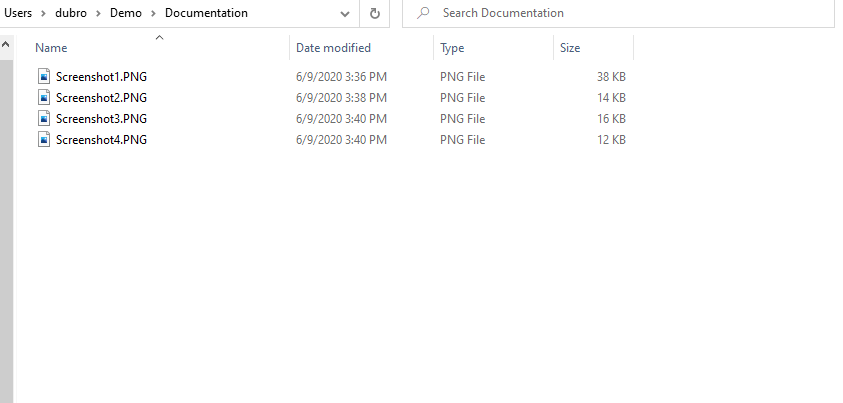 Users > dubro > Demo > Documentation Search Documentation
Name Date modified Type Size
Screenshot1.PNG 6/9/2020 3:36 PM PNG File 38 KB
Screenshot2.PNG 6/9/2020 3:38 PM PNG File 14 KB
Screenshot3.PNG 6/9/2020 3:40 PM PNG File 16 KB
Screenshot4.PNG 6/9/2020 3:40 PM PNG File 12 KB